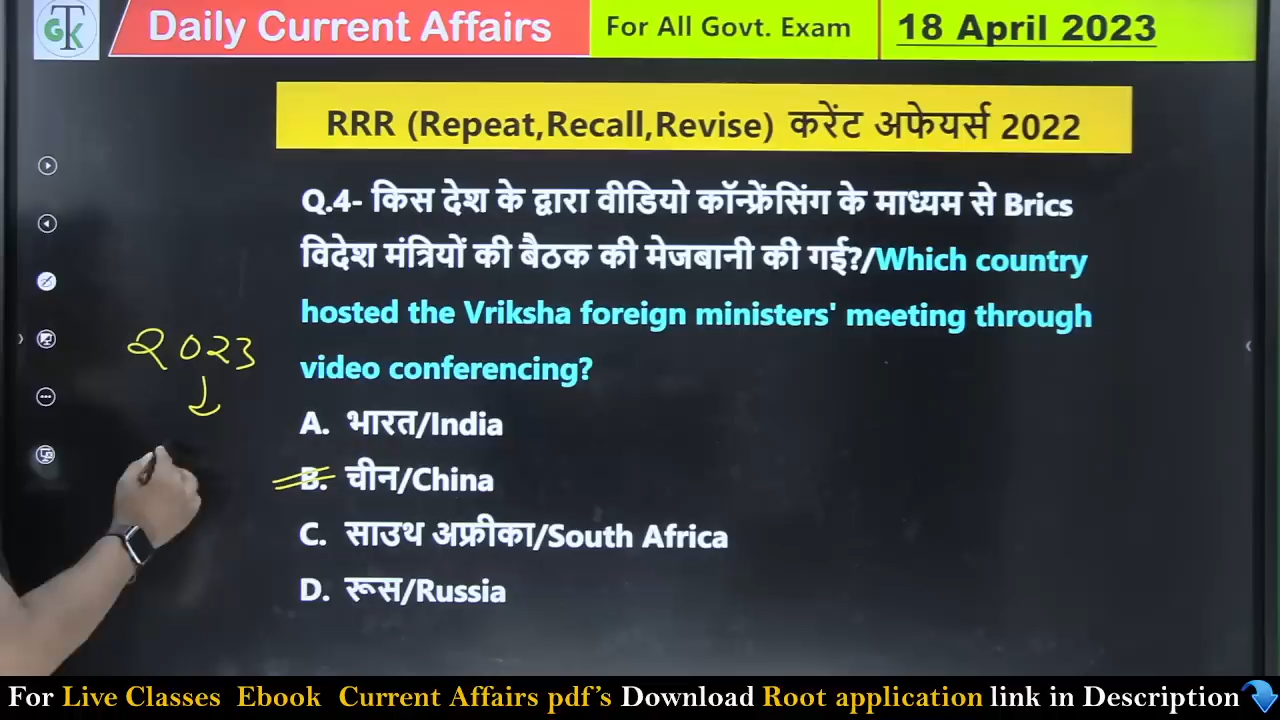 GTK
Daily Current Affairs
For All Govt. Exam
18 April 2023
RRR (Repeat,Recall,Revise) करेंट अफेयर्स 2022
Q.4- किस देश के द्वारा वीडियो कॉन्फ्रेंसिंग के माध्यम से Brics
विदेश मंत्रियों की बैठक की मेजबानी की गई?/Which country
hosted the Vriksha foreign ministers' meeting through
video conferencing?
2023
A. भारत/India
B. चीन/China
C. साउथ अफ्रीका/South Africa
D. रूस/Russia
For Live Classes Ebook Current Affairs pdf’s Download Root application link in Description